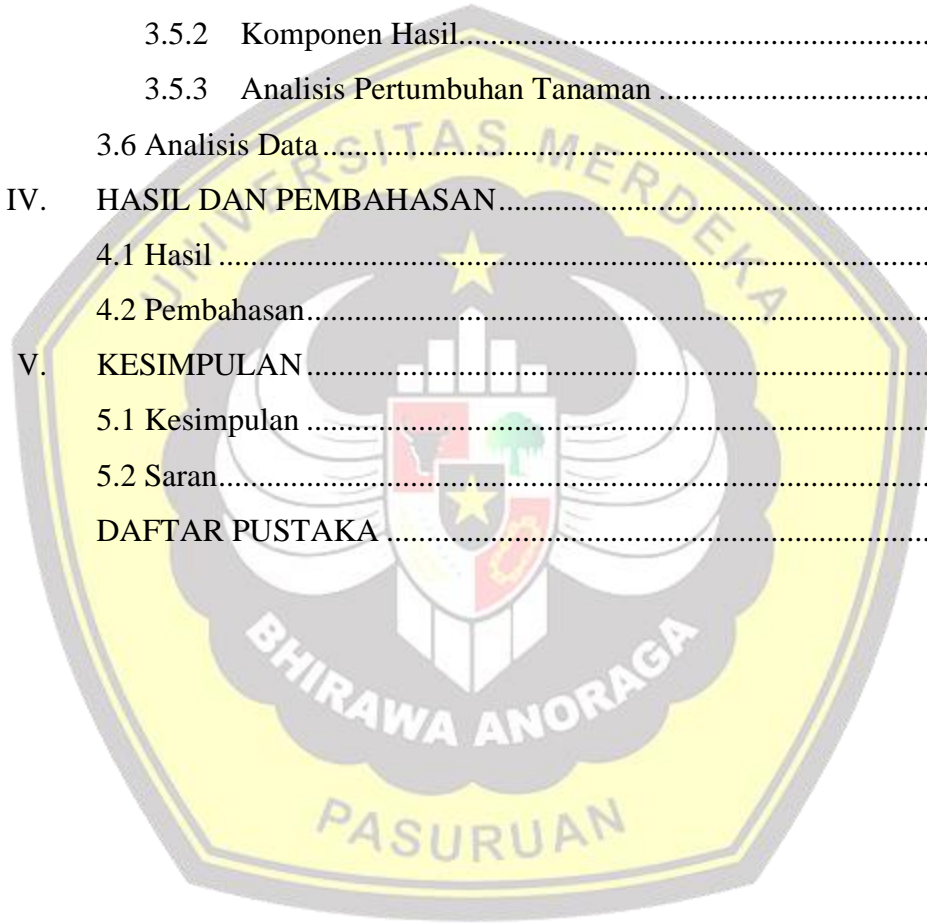 3.5.2 Komponen Hasil..........................................................
3.5.3 Analisis Pertumbuhan Tanaman ...................................
3.6 Analisis Data ..................................................................
IV. HASIL DAN PEMBAHASAN................................................
4.1 Hasil ..............................................................................
4.2 Pembahasan....................................................................
V. KESIMPULAN.....................................................................
5.1 Kesimpulan ....................................................................
5.2 Saran..............................................................................
DAFTAR PUSTAKA ..............................................................
UNIVERSITAS MERDEKA
BHIRAWA ANORAGA
PASURUAN